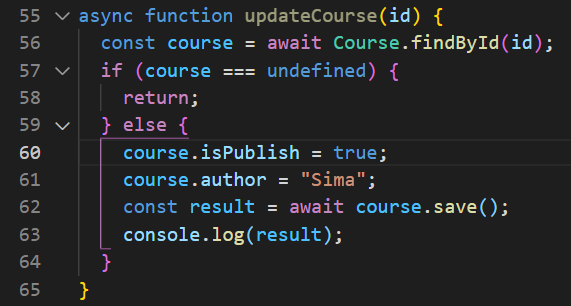 55 async function updateCourse(id) {
56 const course = await Course.findById(id);
57 if (course === undefined) {
58 return;
59 } else {
60 course.isPublish = true;
61 course.author = "Sima";
62 const result = await course.save();
63 console.log(result);
64 }
65 }